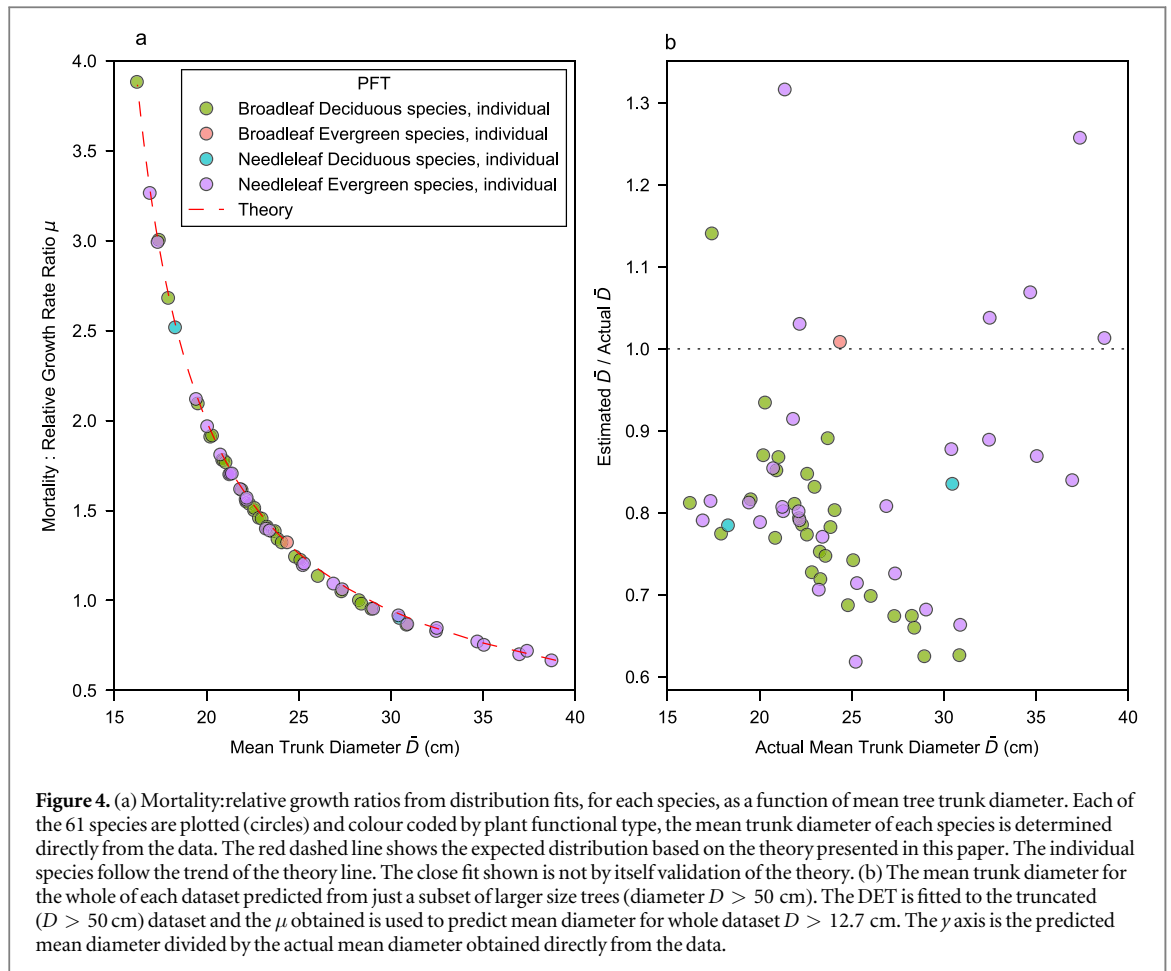 a
4.0
3.5
3.0
2.5
2.0
1.5
1.0
0.5
Mortality : Relative Growth Rate Ratio μ
PFT
Broadleaf Deciduous species, individual
Broadleaf Evergreen species, individual
Needleleaf Deciduous species, individual
Needleleaf Evergreen species, individual
Theory
15 20 25 30 35 40
Mean Trunk Diameter D̄ (cm)
b
1.3
1.2
1.1
1.0
0.9
0.8
0.7
0.6
Estimated D̄ / Actual D̄
15 20 25 30 35 40
Actual Mean Trunk Diameter D̄ (cm)
Figure 4. (a) Mortality:relative growth ratios from distribution fits, for each species, as a function of mean tree trunk diameter. Each of
the 61 species are plotted (circles) and colour coded by plant functional type, the mean trunk diameter of each species is determined
directly from the data. The red dashed line shows the expected distribution based on the theory presented in this paper. The individual
species follow the trend of the theory line. The close fit shown is not by itself validation of the theory. (b) The mean trunk diameter for
the whole of each dataset predicted from just a subset of larger size trees (diameter D > 50 cm). The DET is fitted to the truncated
(D > 50 cm) dataset and the μ obtained is used to predict mean diameter for whole dataset D > 12.7 cm. The y axis is the predicted
mean diameter divided by the actual mean diameter obtained directly from the data.